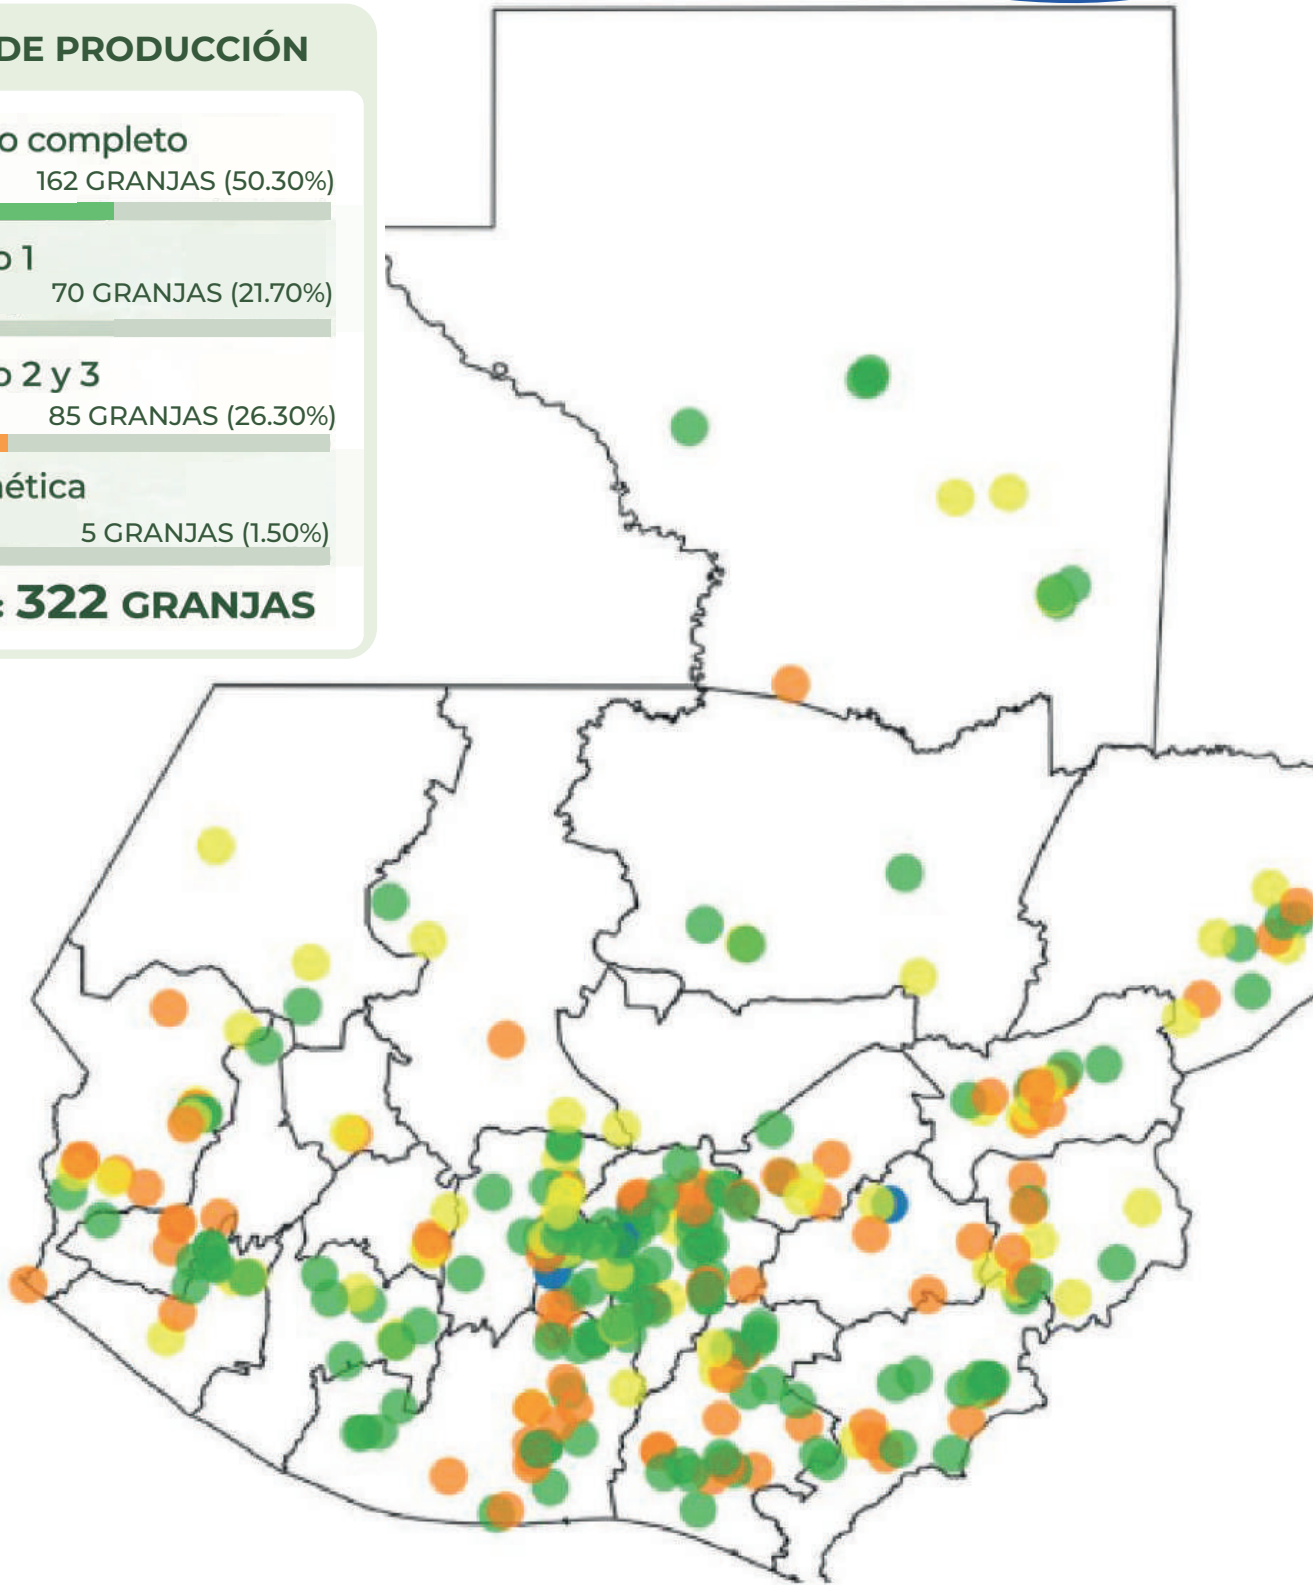 DE PRODUCCIÓN
o completo
162 GRANJAS (50.30%)
o 1
70 GRANJAS (21.70%)
o 2 y 3
85 GRANJAS (26.30%)
ética
5 GRANJAS (1.50%)
: 322 GRANJAS